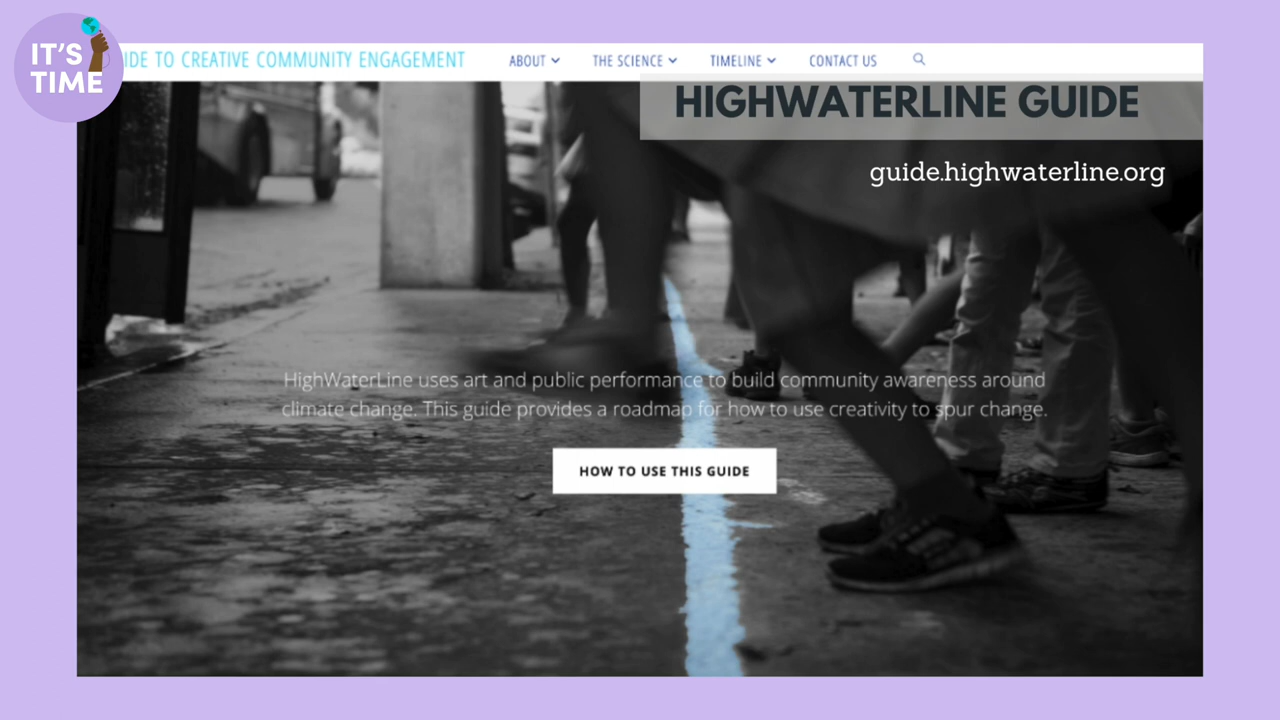 IT'S
TIME
IDE TO CREATIVE COMMUNITY ENGAGEMENT
ABOUT
THE SCIENCE
TIMELINE
CONTACT US
HIGHWATERLINE GUIDE
guide.highwaterline.org
HighWaterLine uses art and public performance to build community awareness around
climate change. This guide provides a roadmap for how to use creativity to spur change.
HOW TO USE THIS GUIDE